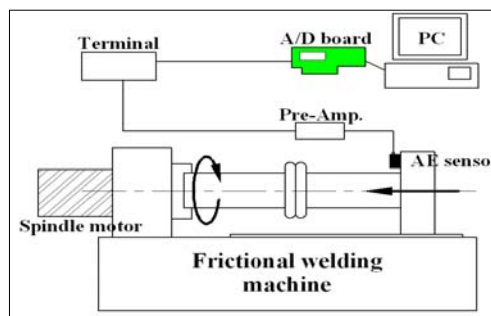 Terminal
A/D board
PC
Pre-Amp.
AE senso
Spindle motor
Frictional welding
machine